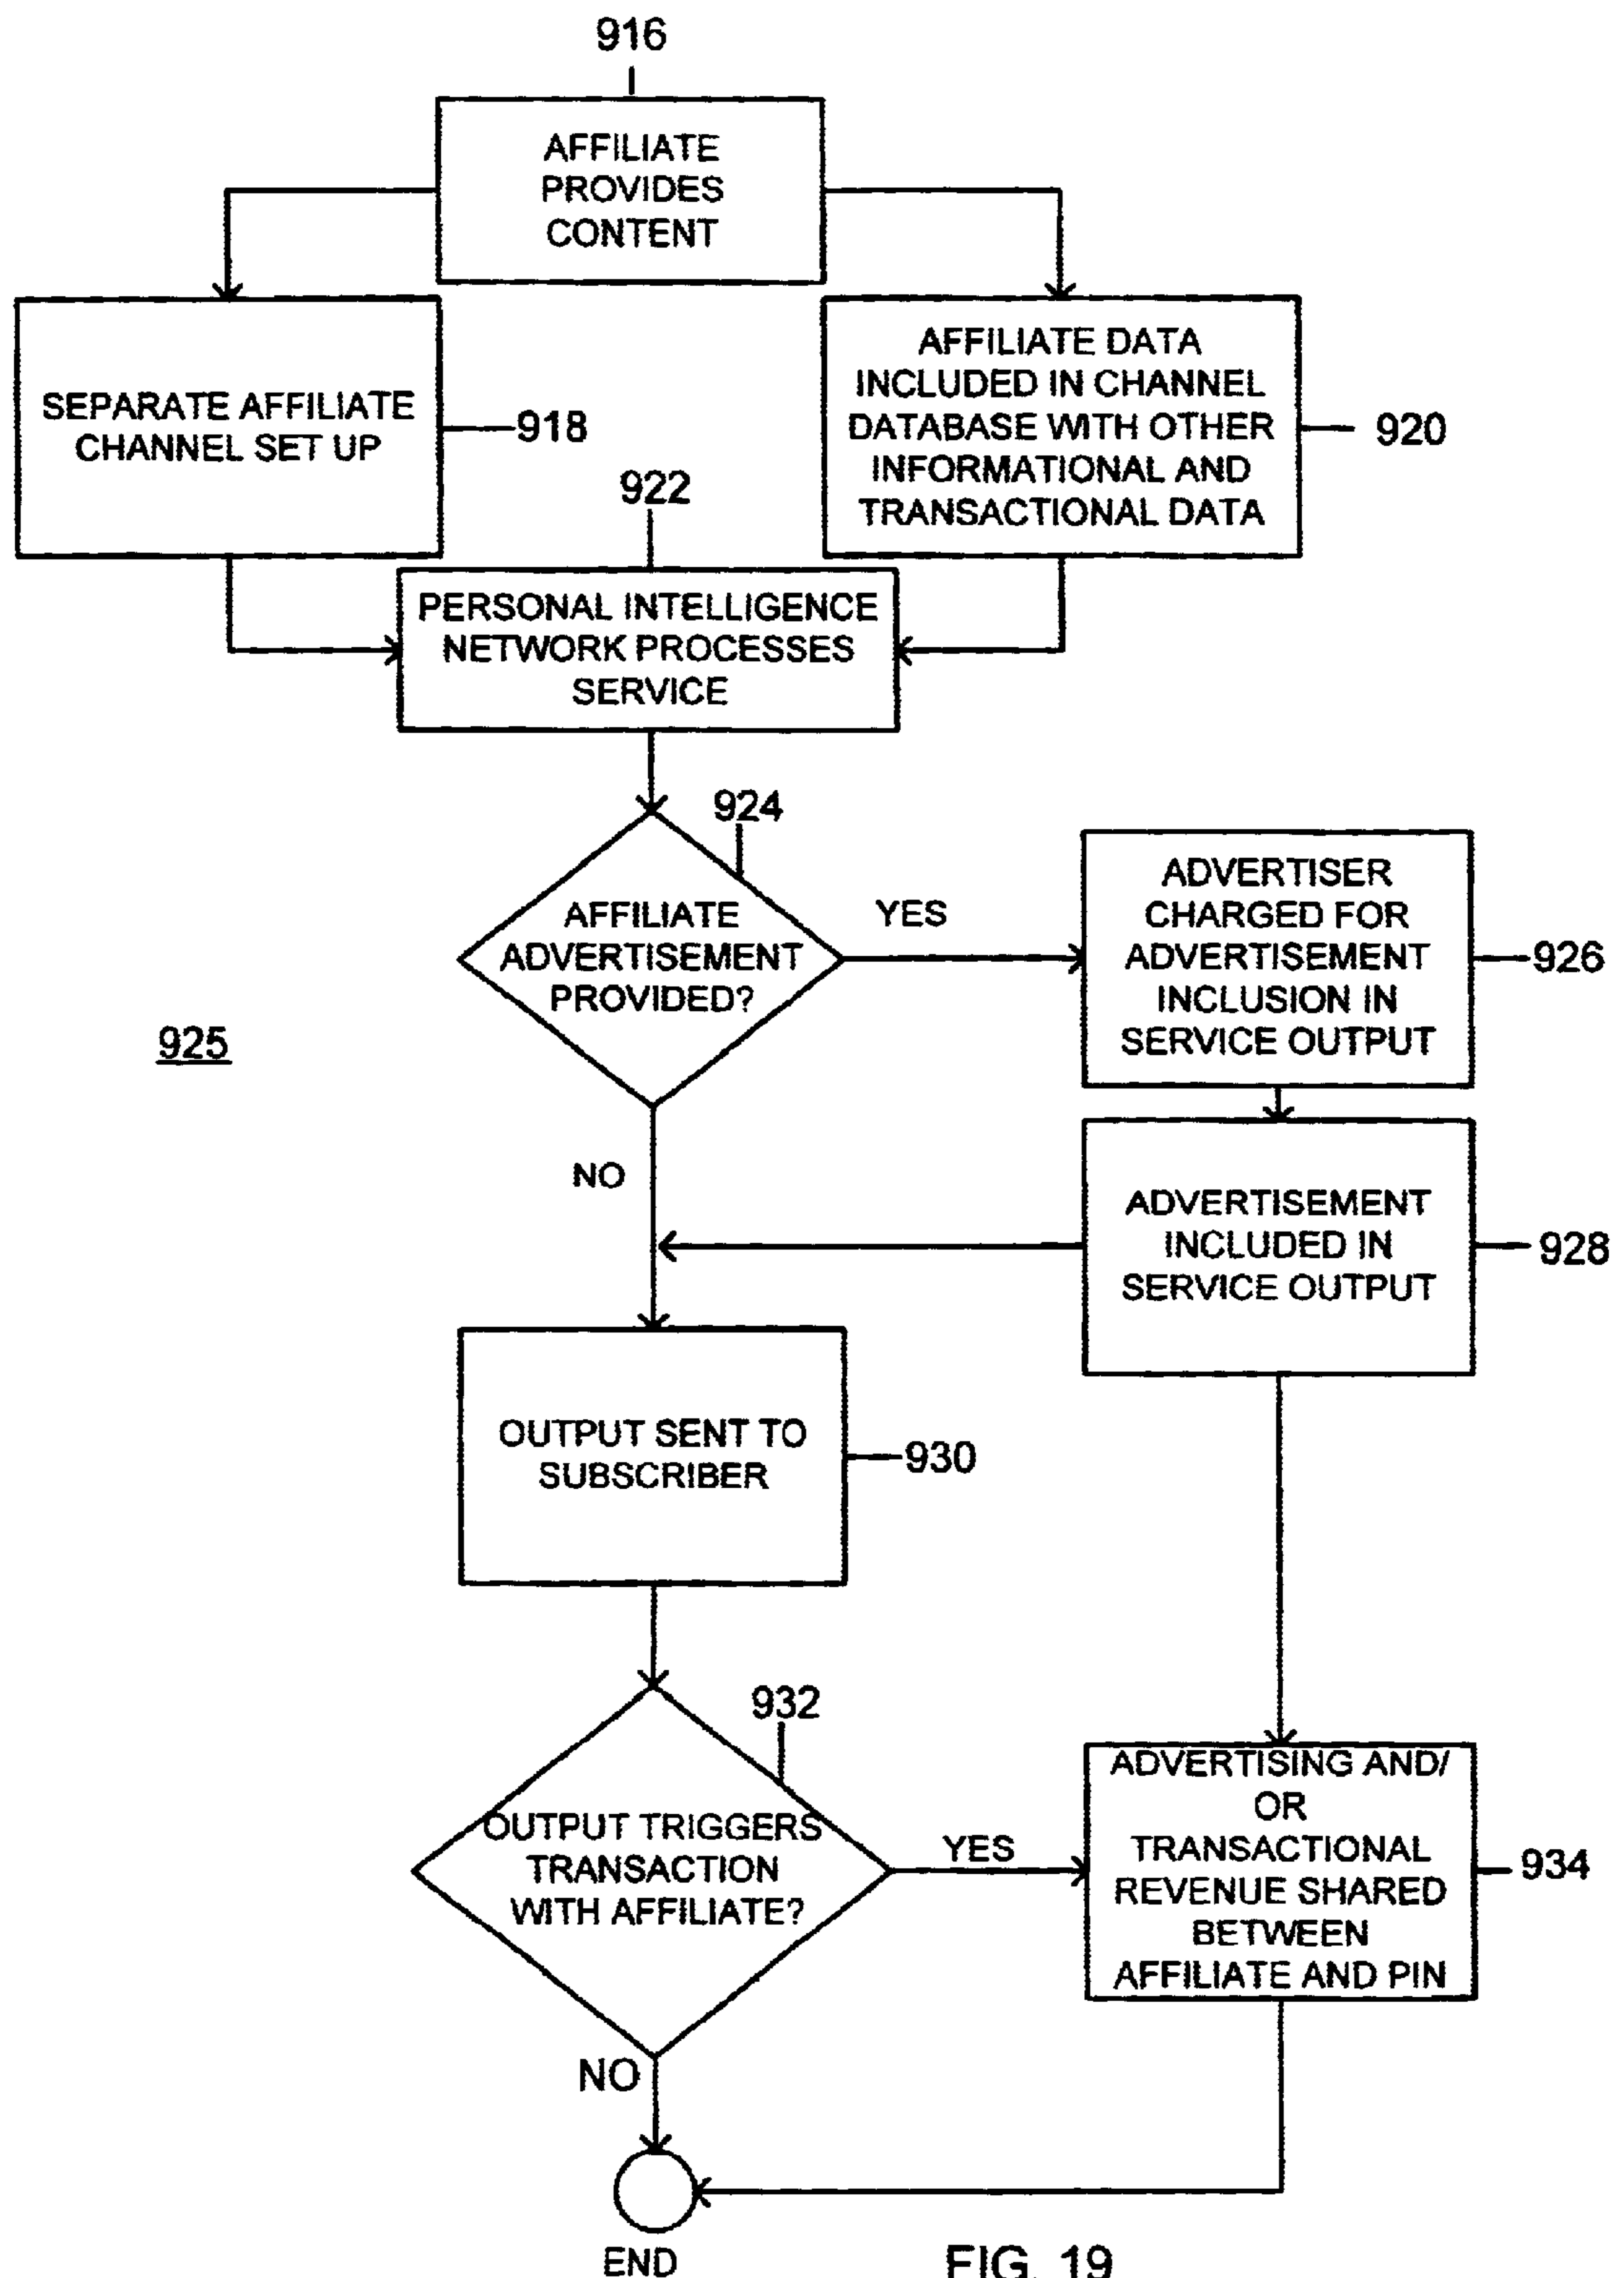 916
AFFILIATE
PROVIDES
CONTENT
SEPARATE AFFILIATE
CHANNEL SET UP
918
AFFILIATE DATA
INCLUDED IN CHANNEL
DATABASE WITH OTHER
INFORMATIONAL AND
TRANSACTIONAL DATA
920
922
PERSONAL INTELLIGENCE
NETWORK PROCESSES
SERVICE
924
AFFILIATE
ADVERTISEMENT
PROVIDED?
YES
ADVERTISER
CHARGED FOR
ADVERTISEMENT
INCLUSION IN
SERVICE OUTPUT
926
925
NO
ADVERTISEMENT
INCLUDED IN
SERVICE OUTPUT
928
OUTPUT SENT TO
SUBSCRIBER
930
932
OUTPUT TRIGGERS
TRANSACTION
WITH AFFILIATE?
YES
ADVERTISING AND/
OR
TRANSACTIONAL
REVENUE SHARED
BETWEEN
AFFILIATE AND PIN
934
NO
END
FIG. 19